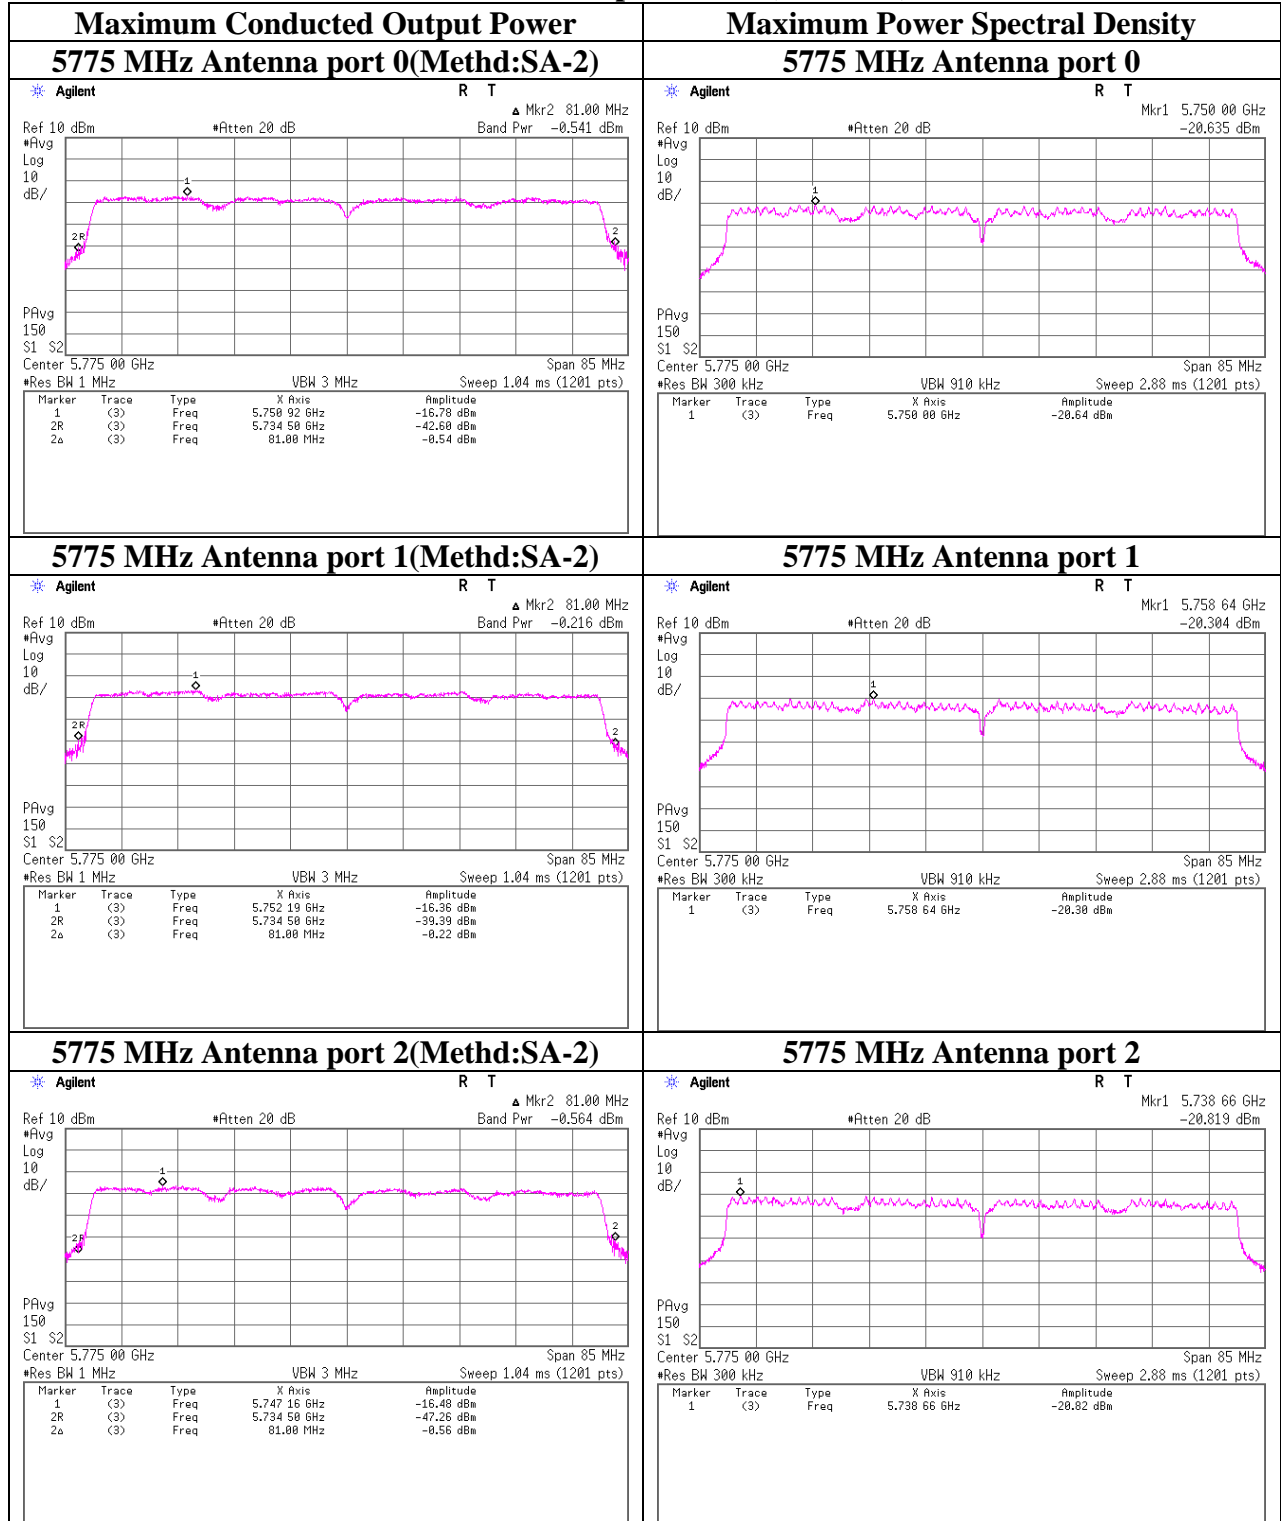 Maximum Conducted Output Power
Maximum Power Spectral Density
5775 MHz Antenna port 0(Methd:SA-2)
5775 MHz Antenna port 0
Agilent R T
Δ Mkr2 81.00 MHz
Ref 10 dBm #Atten 20 dB Band Pwr -0.541 dBm
#Avg
Log
10
dB/
1
2R
2
PAvg
150
S1 S2
Center 5.775 00 GHz Span 85 MHz
#Res BW 1 MHz VBW 3 MHz Sweep 1.04 ms (1201 pts)
Marker Trace Type X Axis Amplitude
1 (3) Freq 5.750 92 GHz -16.78 dBm
2R (3) Freq 5.734 50 GHz -42.60 dBm
2Δ (3) Freq 81.00 MHz -0.54 dBm
Agilent R T
Mkr1 5.750 00 GHz
Ref 10 dBm #Atten 20 dB -20.635 dBm
#Avg
Log
10
dB/
1
PAvg
150
S1 S2
Center 5.775 00 GHz Span 85 MHz
#Res BW 300 kHz VBW 910 kHz Sweep 2.88 ms (1201 pts)
Marker Trace Type X Axis Amplitude
1 (3) Freq 5.750 00 GHz -20.64 dBm
5775 MHz Antenna port 1(Methd:SA-2)
5775 MHz Antenna port 1
Agilent R T
Δ Mkr2 81.00 MHz
Ref 10 dBm #Atten 20 dB Band Pwr -0.216 dBm
#Avg
Log
10
dB/
1
2R
2
PAvg
150
S1 S2
Center 5.775 00 GHz Span 85 MHz
#Res BW 1 MHz VBW 3 MHz Sweep 1.04 ms (1201 pts)
Marker Trace Type X Axis Amplitude
1 (3) Freq 5.752 19 GHz -16.36 dBm
2R (3) Freq 5.734 50 GHz -39.39 dBm
2Δ (3) Freq 81.00 MHz -0.22 dBm
Agilent R T
Mkr1 5.758 64 GHz
Ref 10 dBm #Atten 20 dB -20.304 dBm
#Avg
Log
10
dB/
1
PAvg
150
S1 S2
Center 5.775 00 GHz Span 85 MHz
#Res BW 300 kHz VBW 910 kHz Sweep 2.88 ms (1201 pts)
Marker Trace Type X Axis Amplitude
1 (3) Freq 5.758 64 GHz -20.30 dBm
5775 MHz Antenna port 2(Methd:SA-2)
5775 MHz Antenna port 2
Agilent R T
Δ Mkr2 81.00 MHz
Ref 10 dBm #Atten 20 dB Band Pwr -0.564 dBm
#Avg
Log
10
dB/
1
2R
2
PAvg
150
S1 S2
Center 5.775 00 GHz Span 85 MHz
#Res BW 1 MHz VBW 3 MHz Sweep 1.04 ms (1201 pts)
Marker Trace Type X Axis Amplitude
1 (3) Freq 5.747 16 GHz -16.48 dBm
2R (3) Freq 5.734 50 GHz -47.26 dBm
2Δ (3) Freq 81.00 MHz -0.56 dBm
Agilent R T
Mkr1 5.738 66 GHz
Ref 10 dBm #Atten 20 dB -20.819 dBm
#Avg
Log
10
dB/
1
PAvg
150
S1 S2
Center 5.775 00 GHz Span 85 MHz
#Res BW 300 kHz VBW 910 kHz Sweep 2.88 ms (1201 pts)
Marker Trace Type X Axis Amplitude
1 (3) Freq 5.738 66 GHz -20.82 dBm